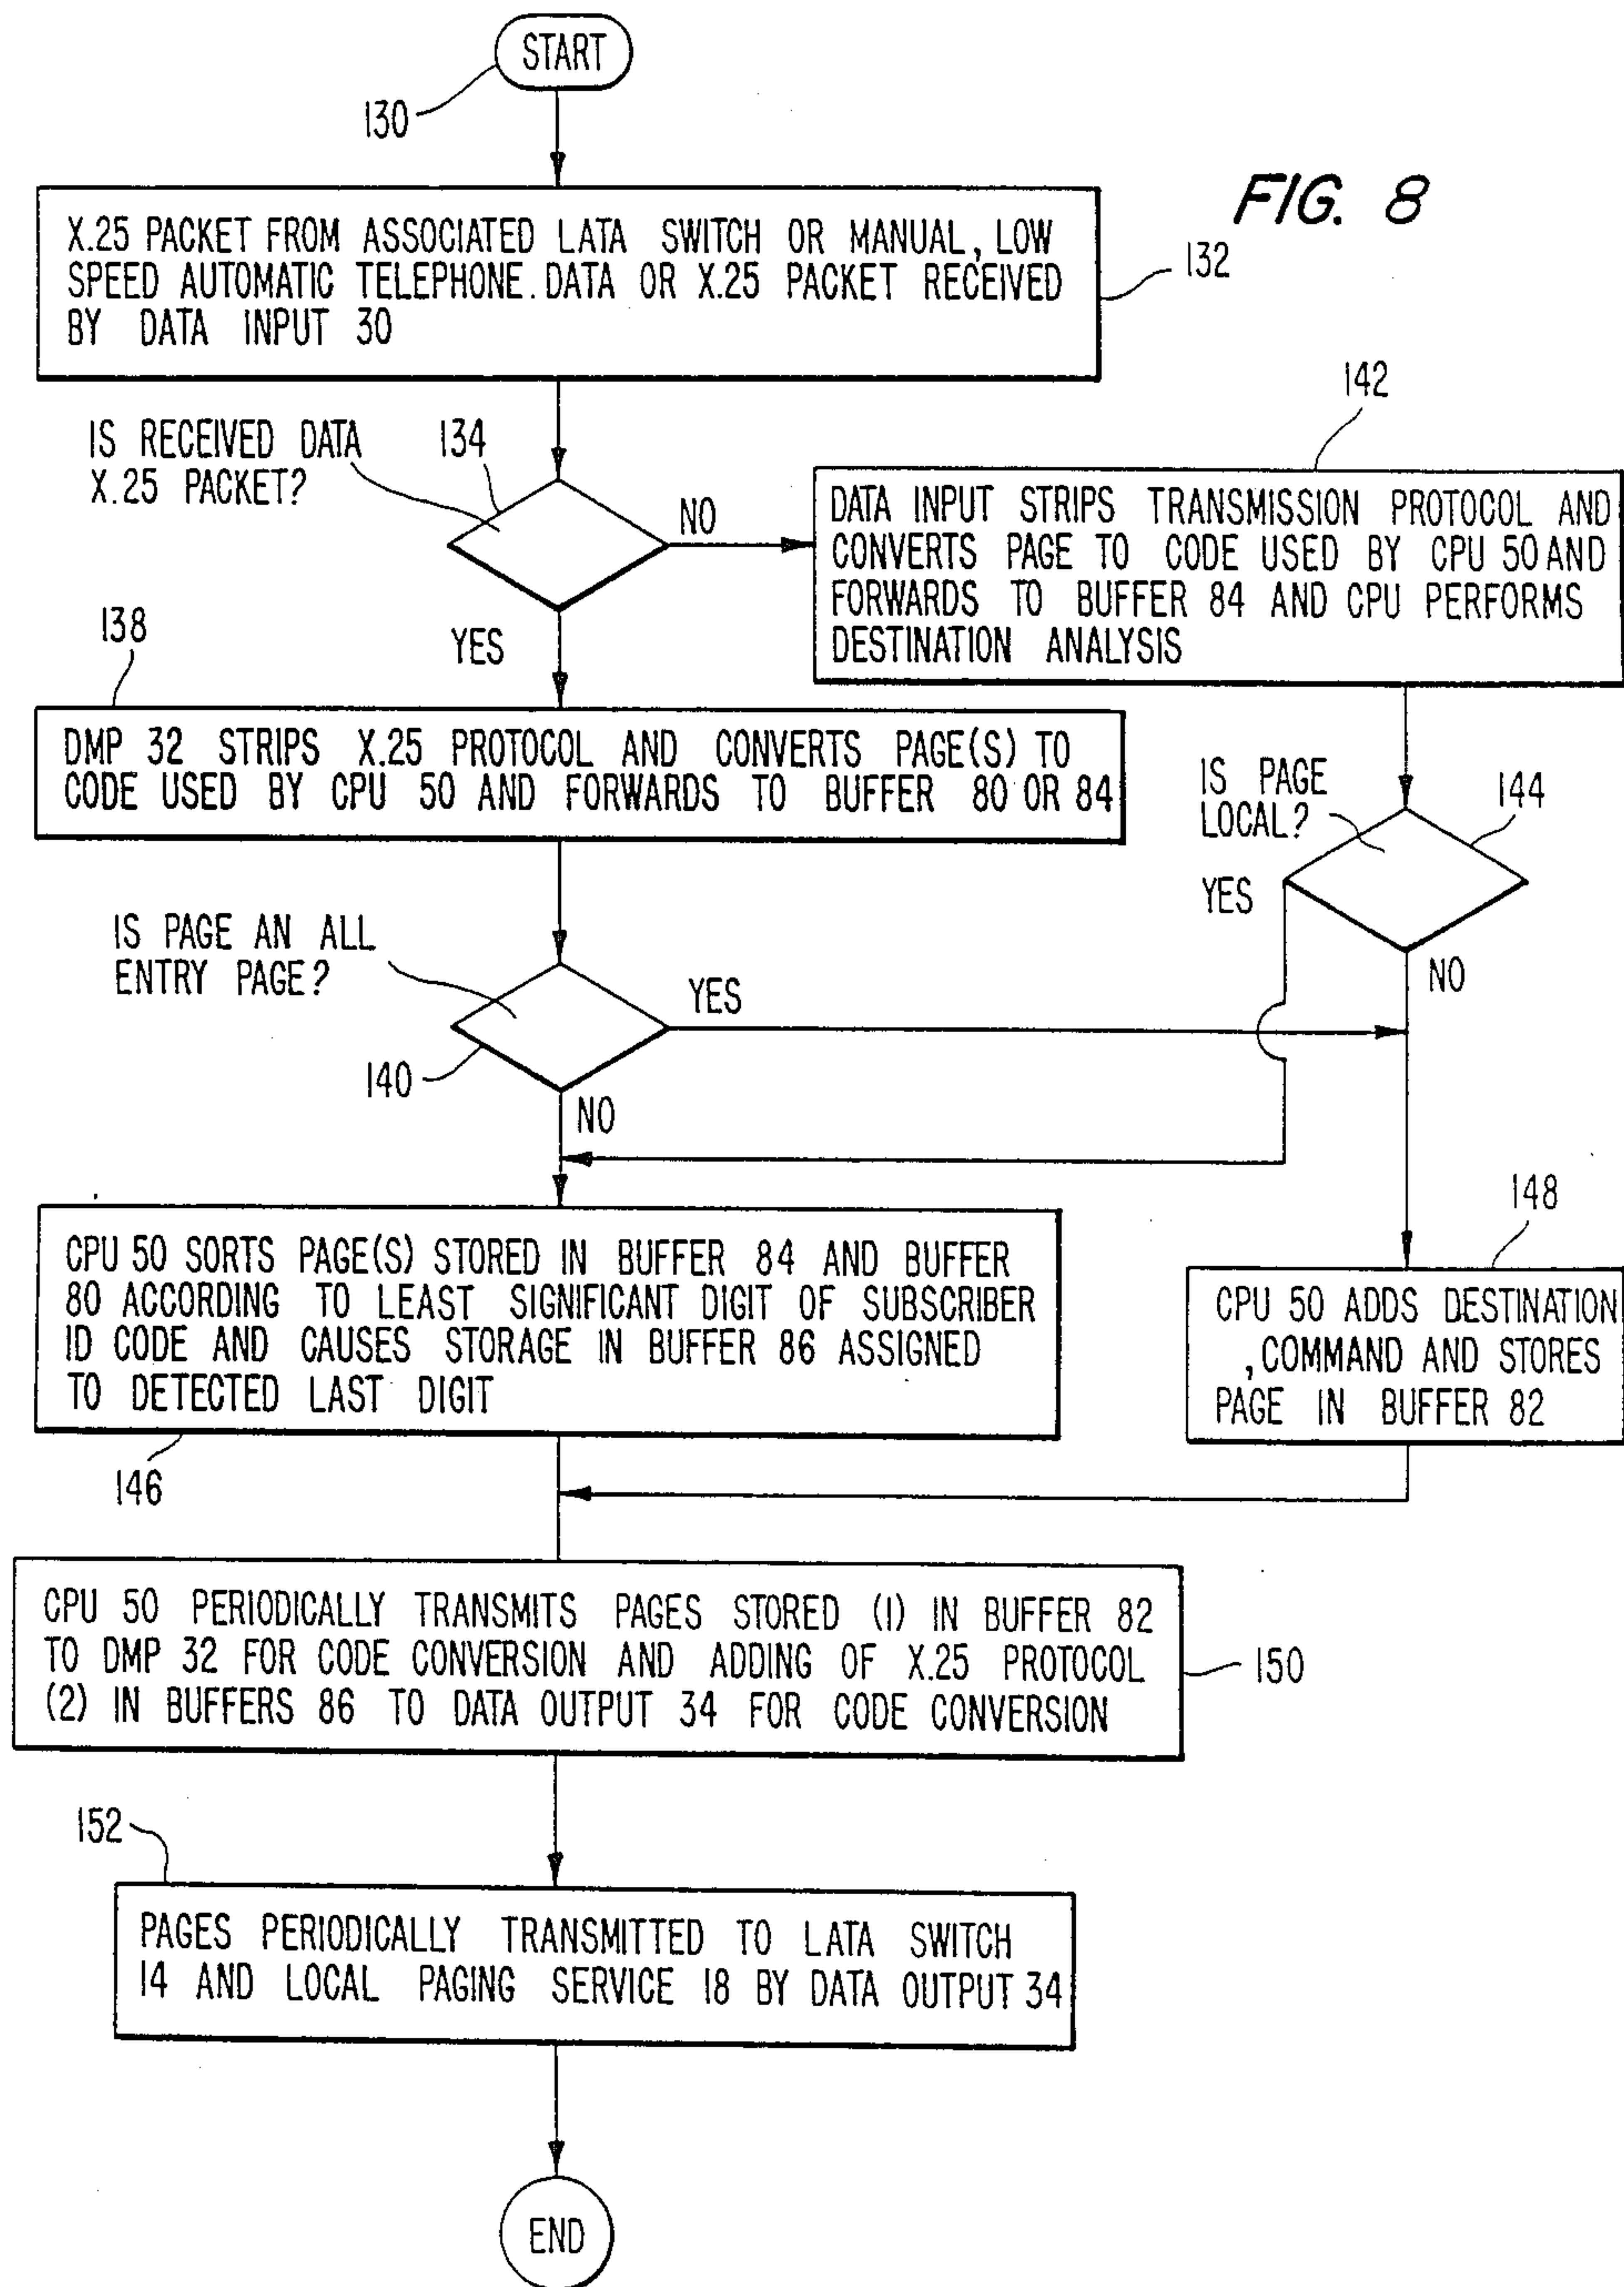 START
130
FIG. 8
X.25 PACKET FROM ASSOCIATED LATA SWITCH OR MANUAL, LOW
SPEED AUTOMATIC TELEPHONE.DATA OR X.25 PACKET RECEIVED
BY DATA INPUT 30
132
IS RECEIVED DATA
X.25 PACKET?
134
NO
YES
142
DATA INPUT STRIPS TRANSMISSION PROTOCOL AND
CONVERTS PAGE TO CODE USED BY CPU 50 AND
FORWARDS TO BUFFER 84 AND CPU PERFORMS
DESTINATION ANALYSIS
138
DMP 32 STRIPS X.25 PROTOCOL AND CONVERTS PAGE(S) TO
CODE USED BY CPU 50 AND FORWARDS TO BUFFER 80 OR 84
IS PAGE
LOCAL?
144
YES
NO
IS PAGE AN ALL
ENTRY PAGE?
YES
140
NO
CPU 50 SORTS PAGE(S) STORED IN BUFFER 84 AND BUFFER
80 ACCORDING TO LEAST SIGNIFICANT DIGIT OF SUBSCRIBER
ID CODE AND CAUSES STORAGE IN BUFFER 86 ASSIGNED
TO DETECTED LAST DIGIT
146
148
CPU 50 ADDS DESTINATION
,COMMAND AND STORES
PAGE IN BUFFER 82
CPU 50 PERIODICALLY TRANSMITS PAGES STORED (1) IN BUFFER 82
TO DMP 32 FOR CODE CONVERSION AND ADDING OF X.25 PROTOCOL
(2) IN BUFFERS 86 TO DATA OUTPUT 34 FOR CODE CONVERSION
150
152
PAGES PERIODICALLY TRANSMITTED TO LATA SWITCH
14 AND LOCAL PAGING SERVICE 18 BY DATA OUTPUT 34
END